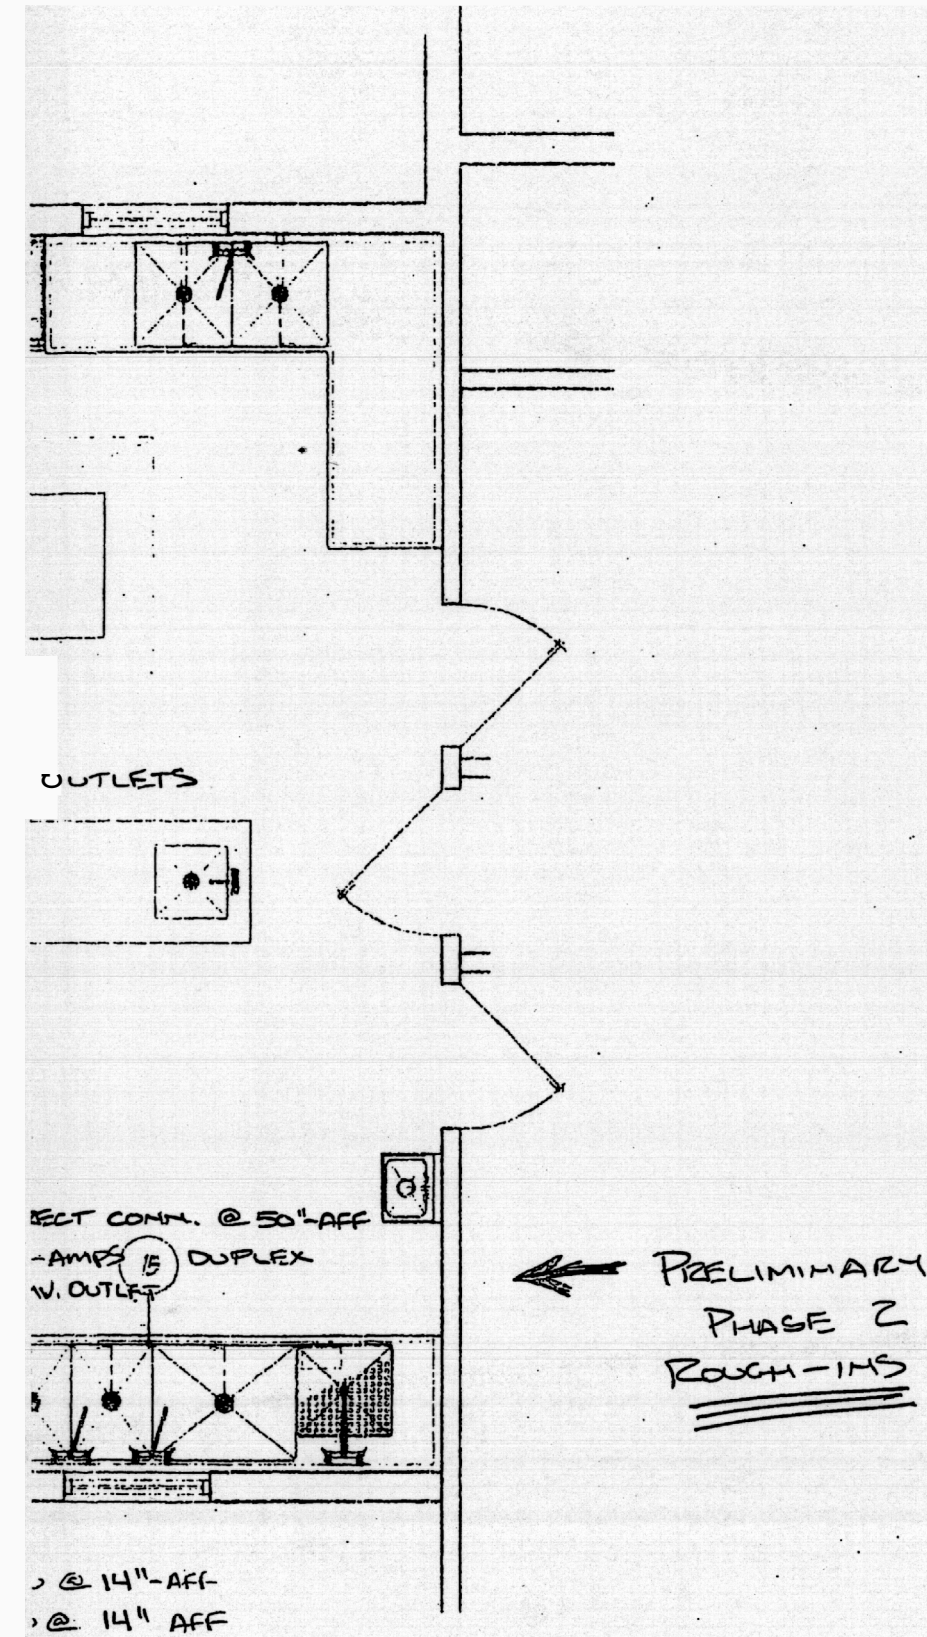 OUTLETS
ECT CONN. @ 50"-AFF
-AMPS 15 DUPLEX
W. OUTLET
PRELIMINARY
PHASE 2
ROUGH-INS
@ 14"-AFF
@ 14" AFF